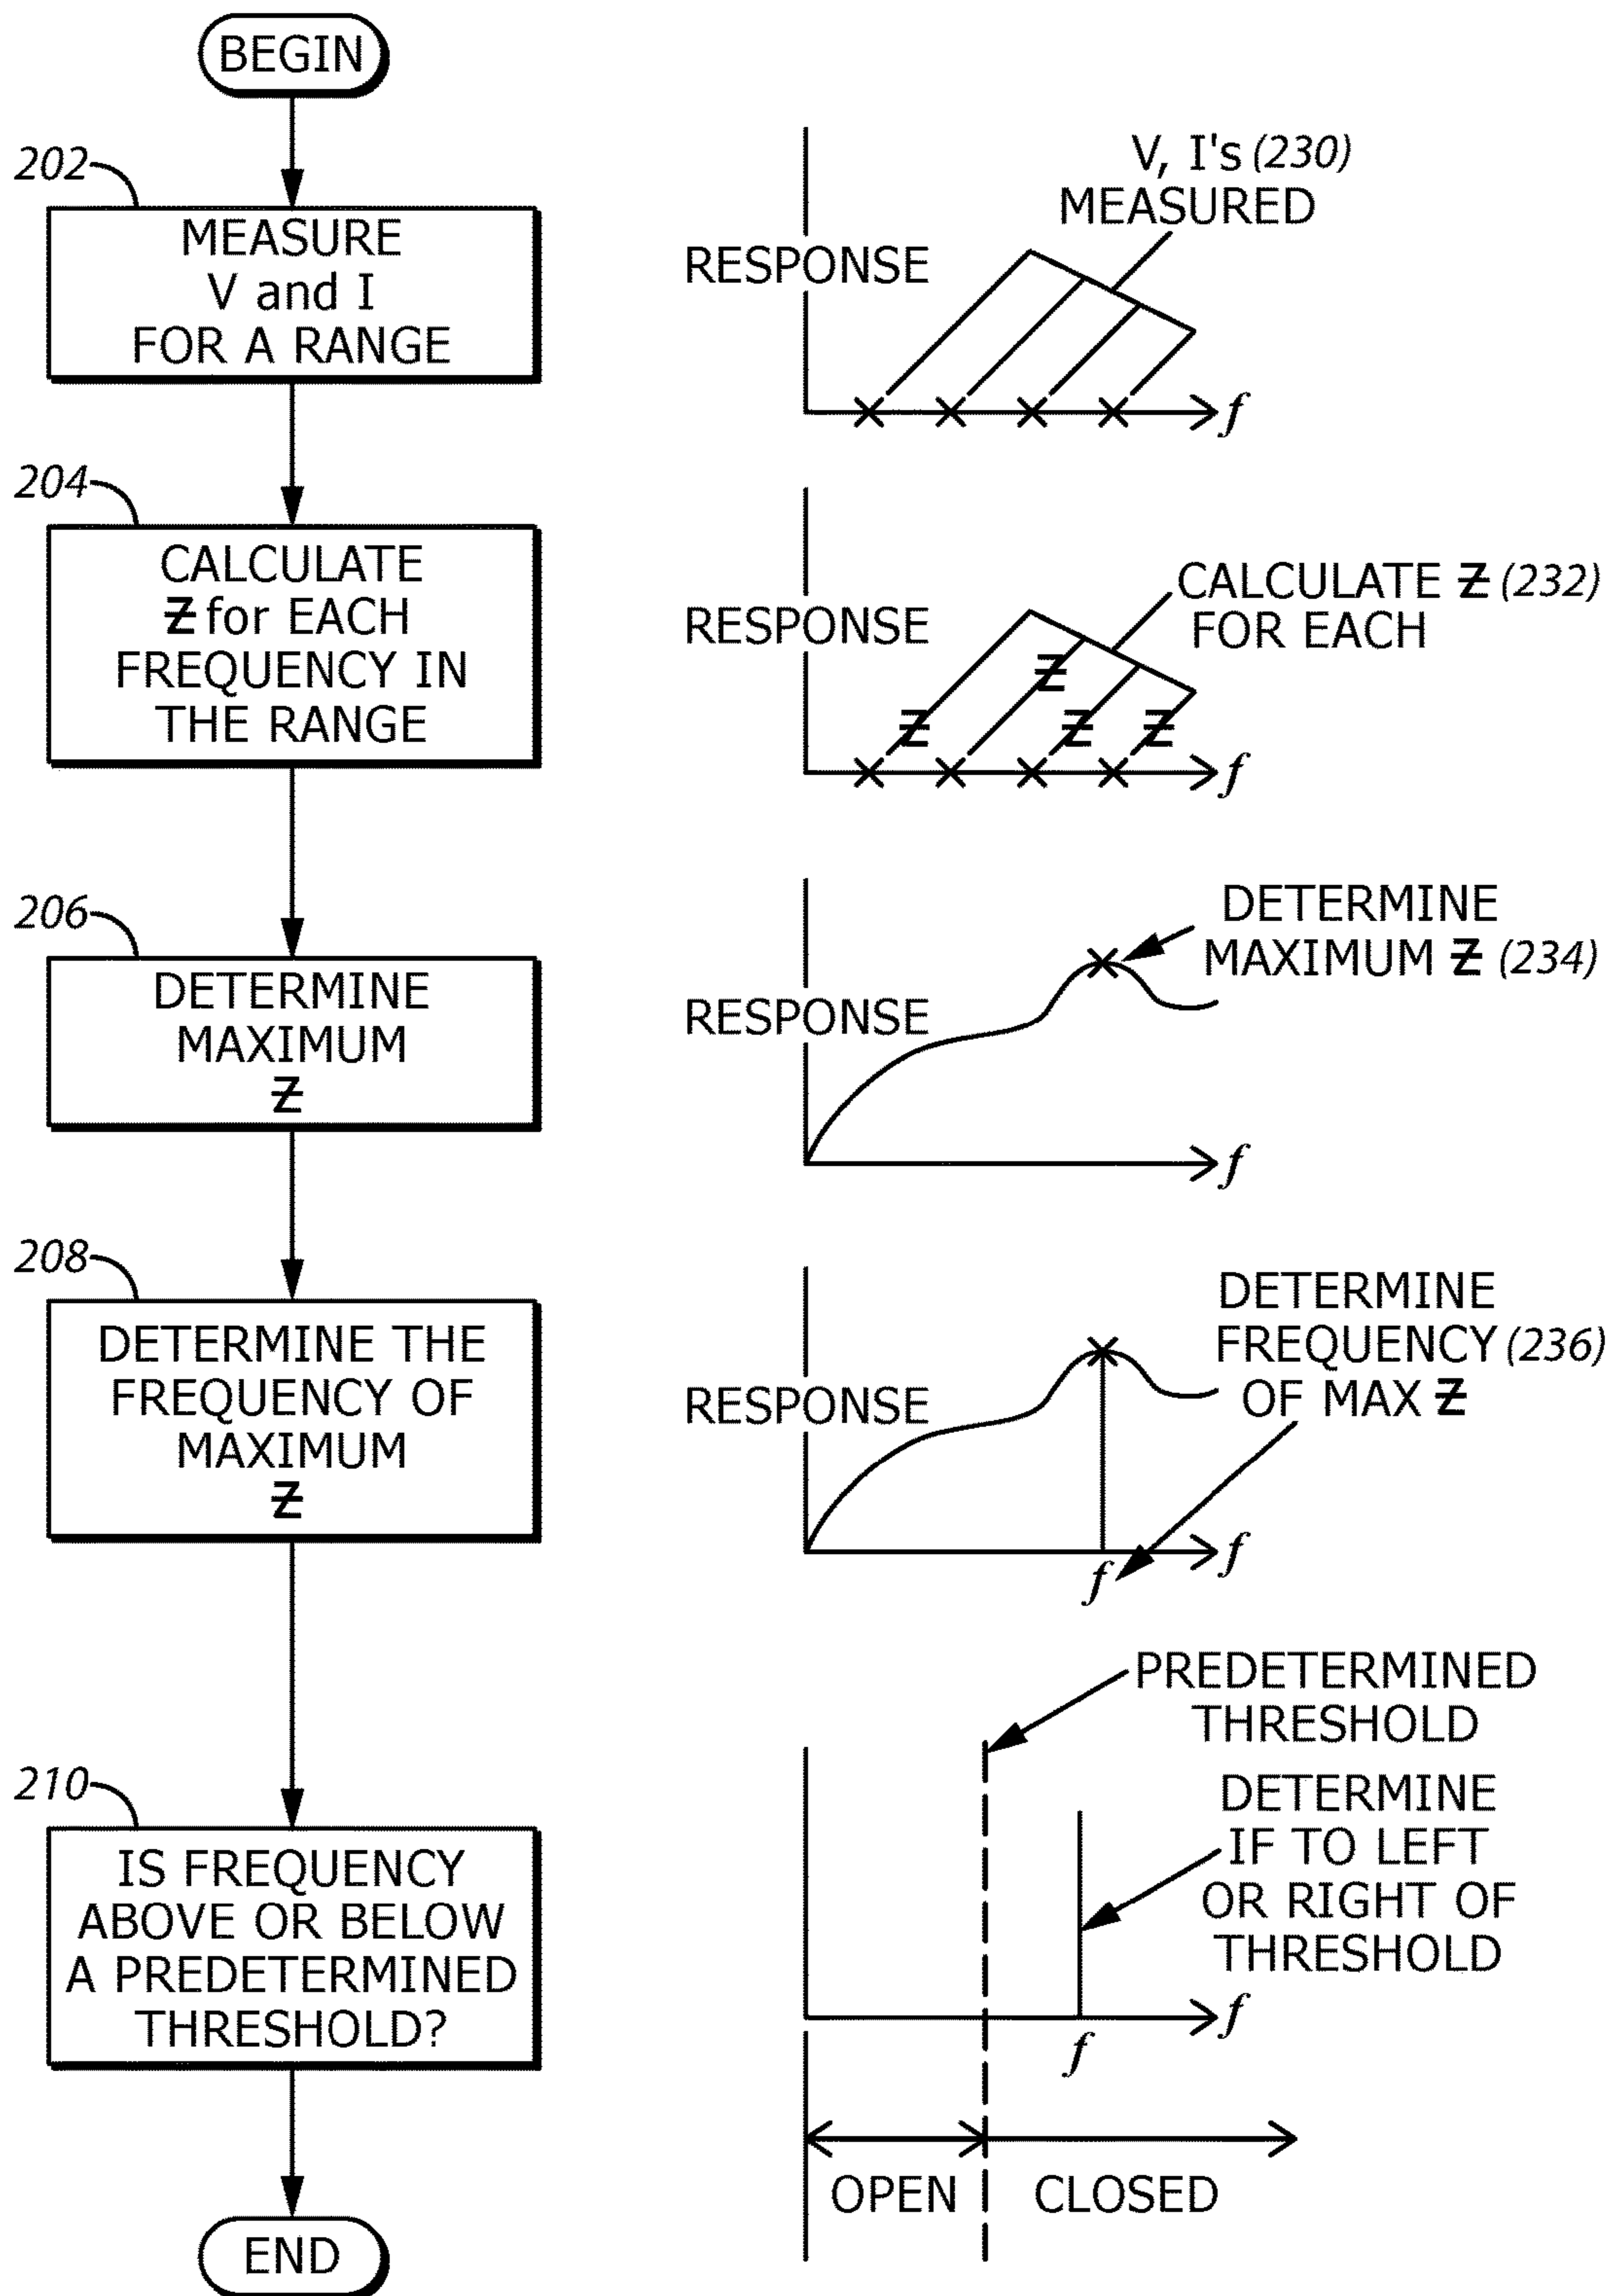 BEGIN
202
MEASURE
V and I
FOR A RANGE
V, I's (230)
MEASURED
RESPONSE
f
204
CALCULATE
Ƶ for EACH
FREQUENCY IN
THE RANGE
CALCULATE Ƶ (232)
FOR EACH
RESPONSE
Ƶ
Ƶ Ƶ Ƶ
f
206
DETERMINE
MAXIMUM
Ƶ
DETERMINE
MAXIMUM Ƶ (234)
RESPONSE
f
208
DETERMINE THE
FREQUENCY OF
MAXIMUM
Ƶ
DETERMINE
FREQUENCY (236)
OF MAX Ƶ
RESPONSE
f
f
210
IS FREQUENCY
ABOVE OR BELOW
A PREDETERMINED
THRESHOLD?
PREDETERMINED
THRESHOLD
DETERMINE
IF TO LEFT
OR RIGHT OF
THRESHOLD
f
f
OPEN
CLOSED
END